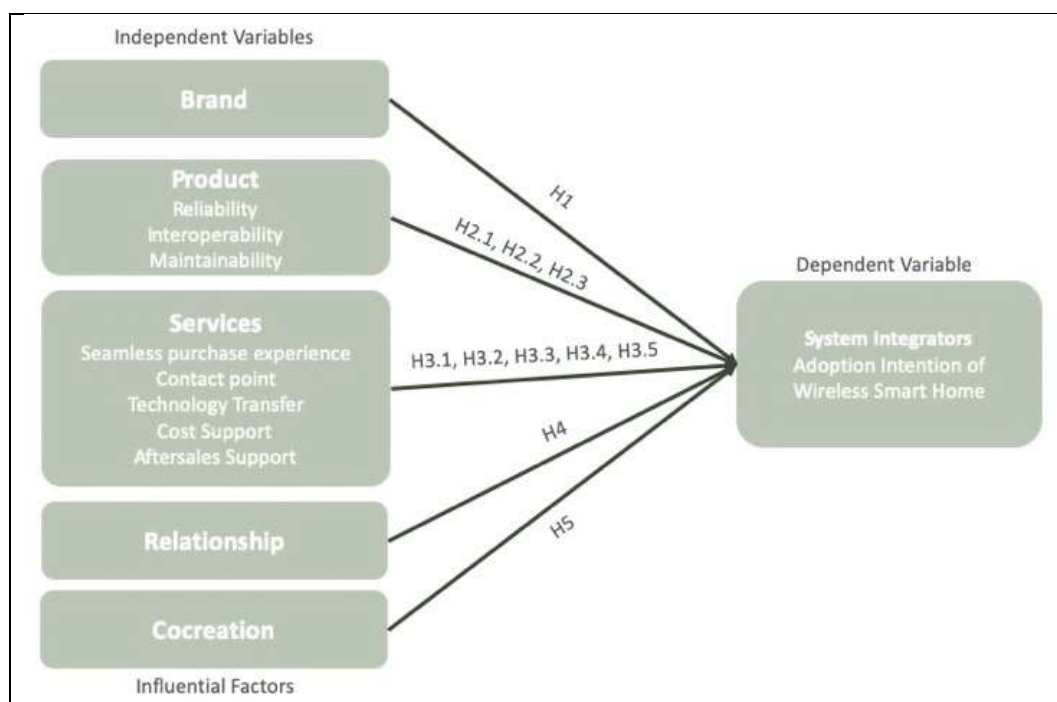 Independent Variables
Brand
Product
Reliability
Interoperability
Maintainability
Services
Seamless purchase experience
Contact point
Technology Transfer
Cost Support
Aftersales Support
Relationship
Cocreation
Influential Factors
H1
H2.1, H2.2, H2.3
H3.1, H3.2, H3.3, H3.4, H3.5
H4
H5
Dependent Variable
System Integrators
Adoption Intention of
Wireless Smart Home